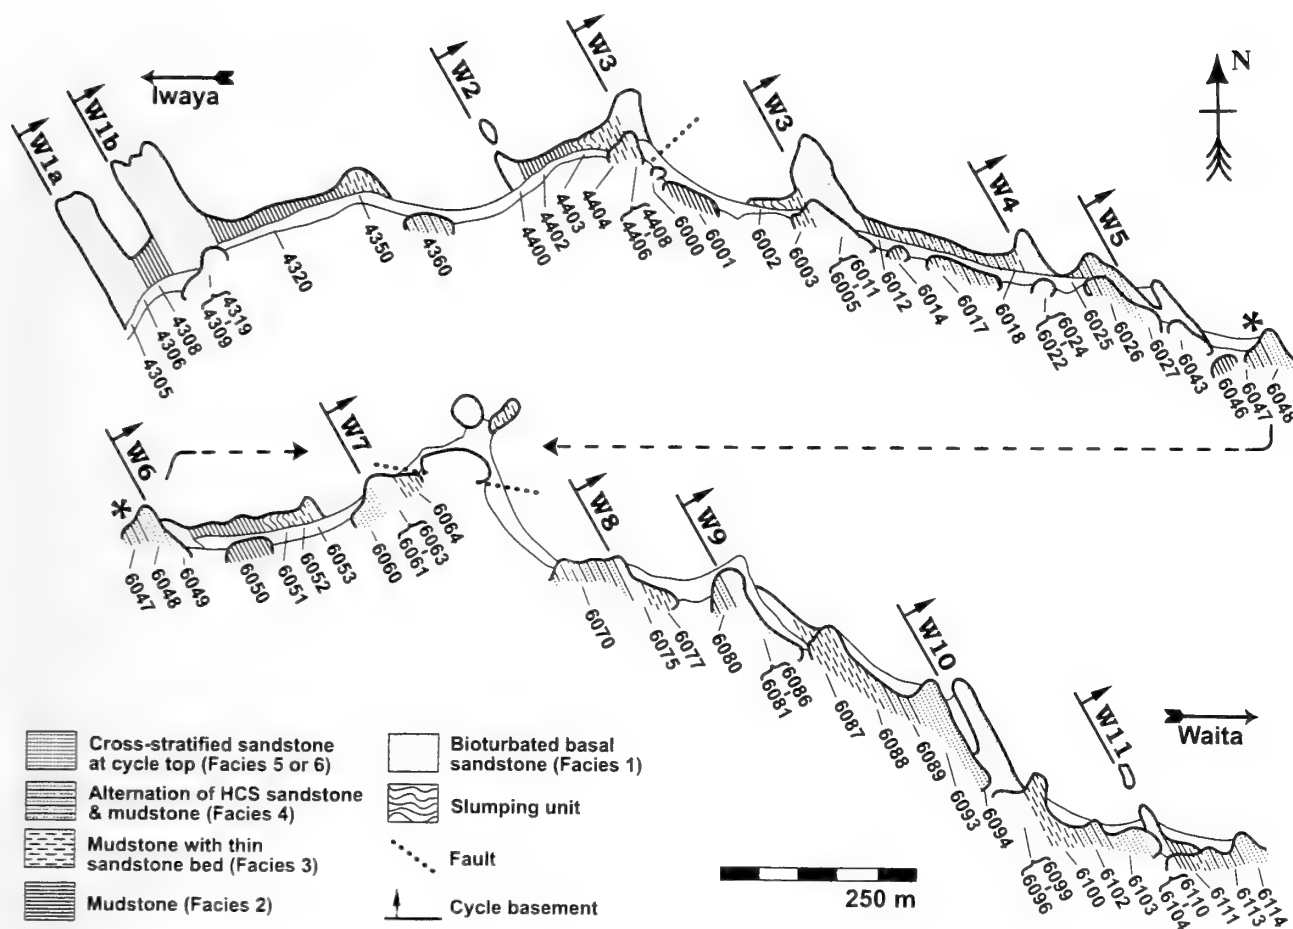 Iwaya
N
W1a
W1b
W2
W3
W3
W4
W5
4305
4306
4308
4309
4319
4320
4350
4360
4400
4402
4403
4404
4406
4408
6000
6001
6002
6003
6005
6011
6012
6014
6017
6018
6022
6024
6025
6026
6027
6043
6046
6047
6048
*
*
W6
W7
W8
W9
W10
W11
6047
6048
6049
6050
6051
6052
6053
6060
6061
6063
6064
6070
6075
6077
6080
6081
6086
6087
6088
6089
6093
6094
6096
6099
6100
6102
6103
6104
6110
6111
6113
6114
Waita
Cross-stratified sandstone
at cycle top (Facies 5 or 6)
Alternation of HCS sandstone
& mudstone (Facies 4)
Mudstone with thin
sandstone bed (Facies 3)
Mudstone (Facies 2)
Bioturbated basal
sandstone (Facies 1)
Slumping unit
Fault
Cycle basement
250 m